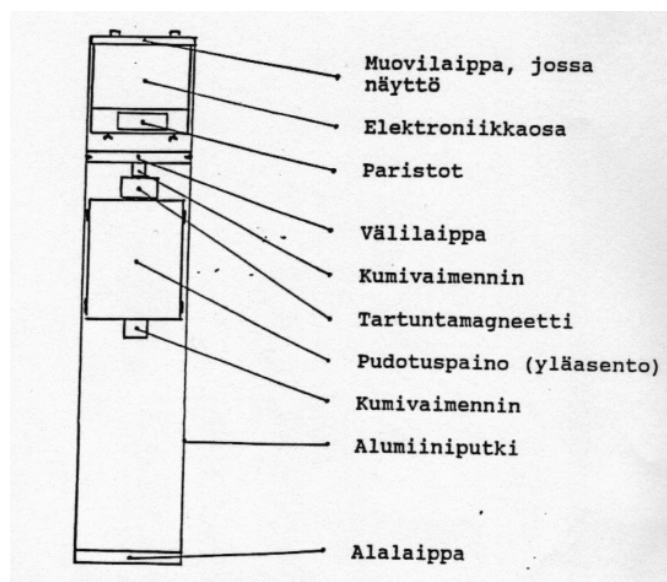 Muovilaippa, jossa
näyttö
Elektroniikkaosa
Paristot
Välilaippa
Kumivaimennin
Tartuntamagneetti
Pudotuspaino (yläasento)
Kumivaimennin
Alumiiniputki
Alalaippa